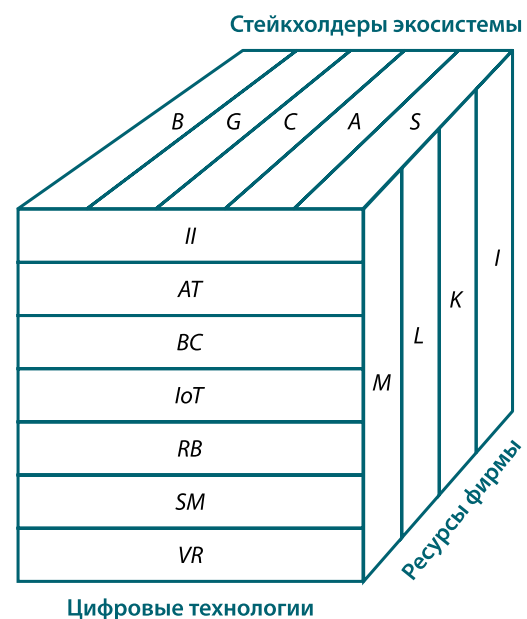 Стейкхолдеры экосистемы
B G C A S
II
AT
BC
IoT
RB
SM
VR
M L K I
Ресурсы фирмы
Цифровые технологии